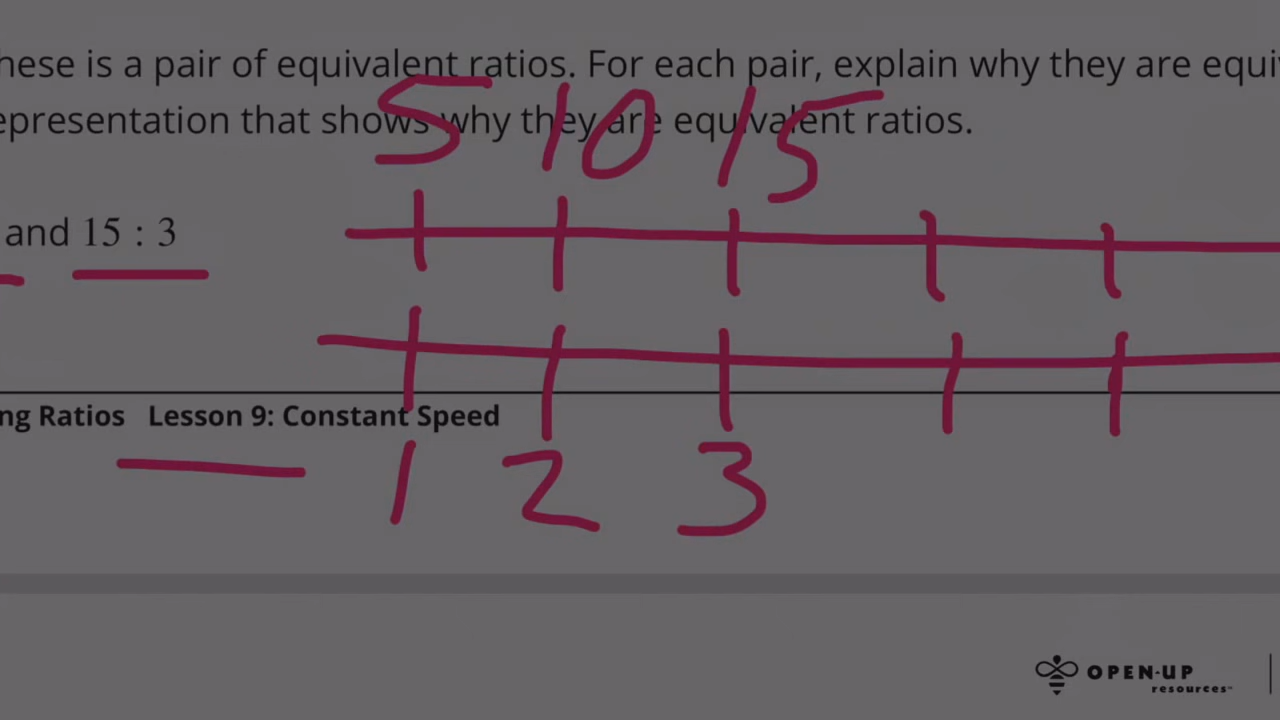 hese is a pair of equivalent ratios. For each pair, explain why they are equi
epresentation that shows why they are equivalent ratios.
5 10 15
and 15 : 3
ng Ratios Lesson 9: Constant Speed
1 2 3
OPEN-UP
resources™